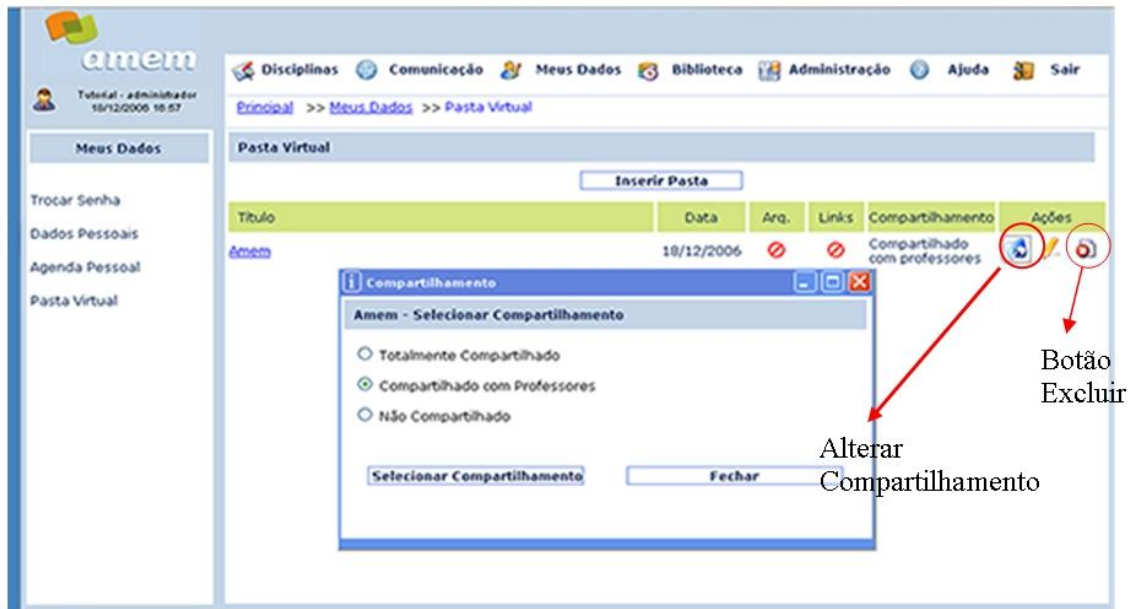 amem
Disciplinas Comunicação Meus Dados Biblioteca Administração Ajuda Sair
Tutorial - administrador
18/12/2006 16:57
Principal >> Meus Dados >> Pasta Virtual
Meus Dados
Pasta Virtual
Inserir Pasta
Trocar Senha
Dados Pessoais
Agenda Pessoal
Pasta Virtual
Título Data Arq. Links Compartilhamento Ações
Amem 18/12/2006 Compartilhado
com professores
Compartilhamento
Amem - Selecionar Compartilhamento
Totalmente Compartilhado
Compartilhado com Professores
Não Compartilhado
Selecionar Compartilhamento Fechar
Botão
Excluir
Alterar
Compartilhamento